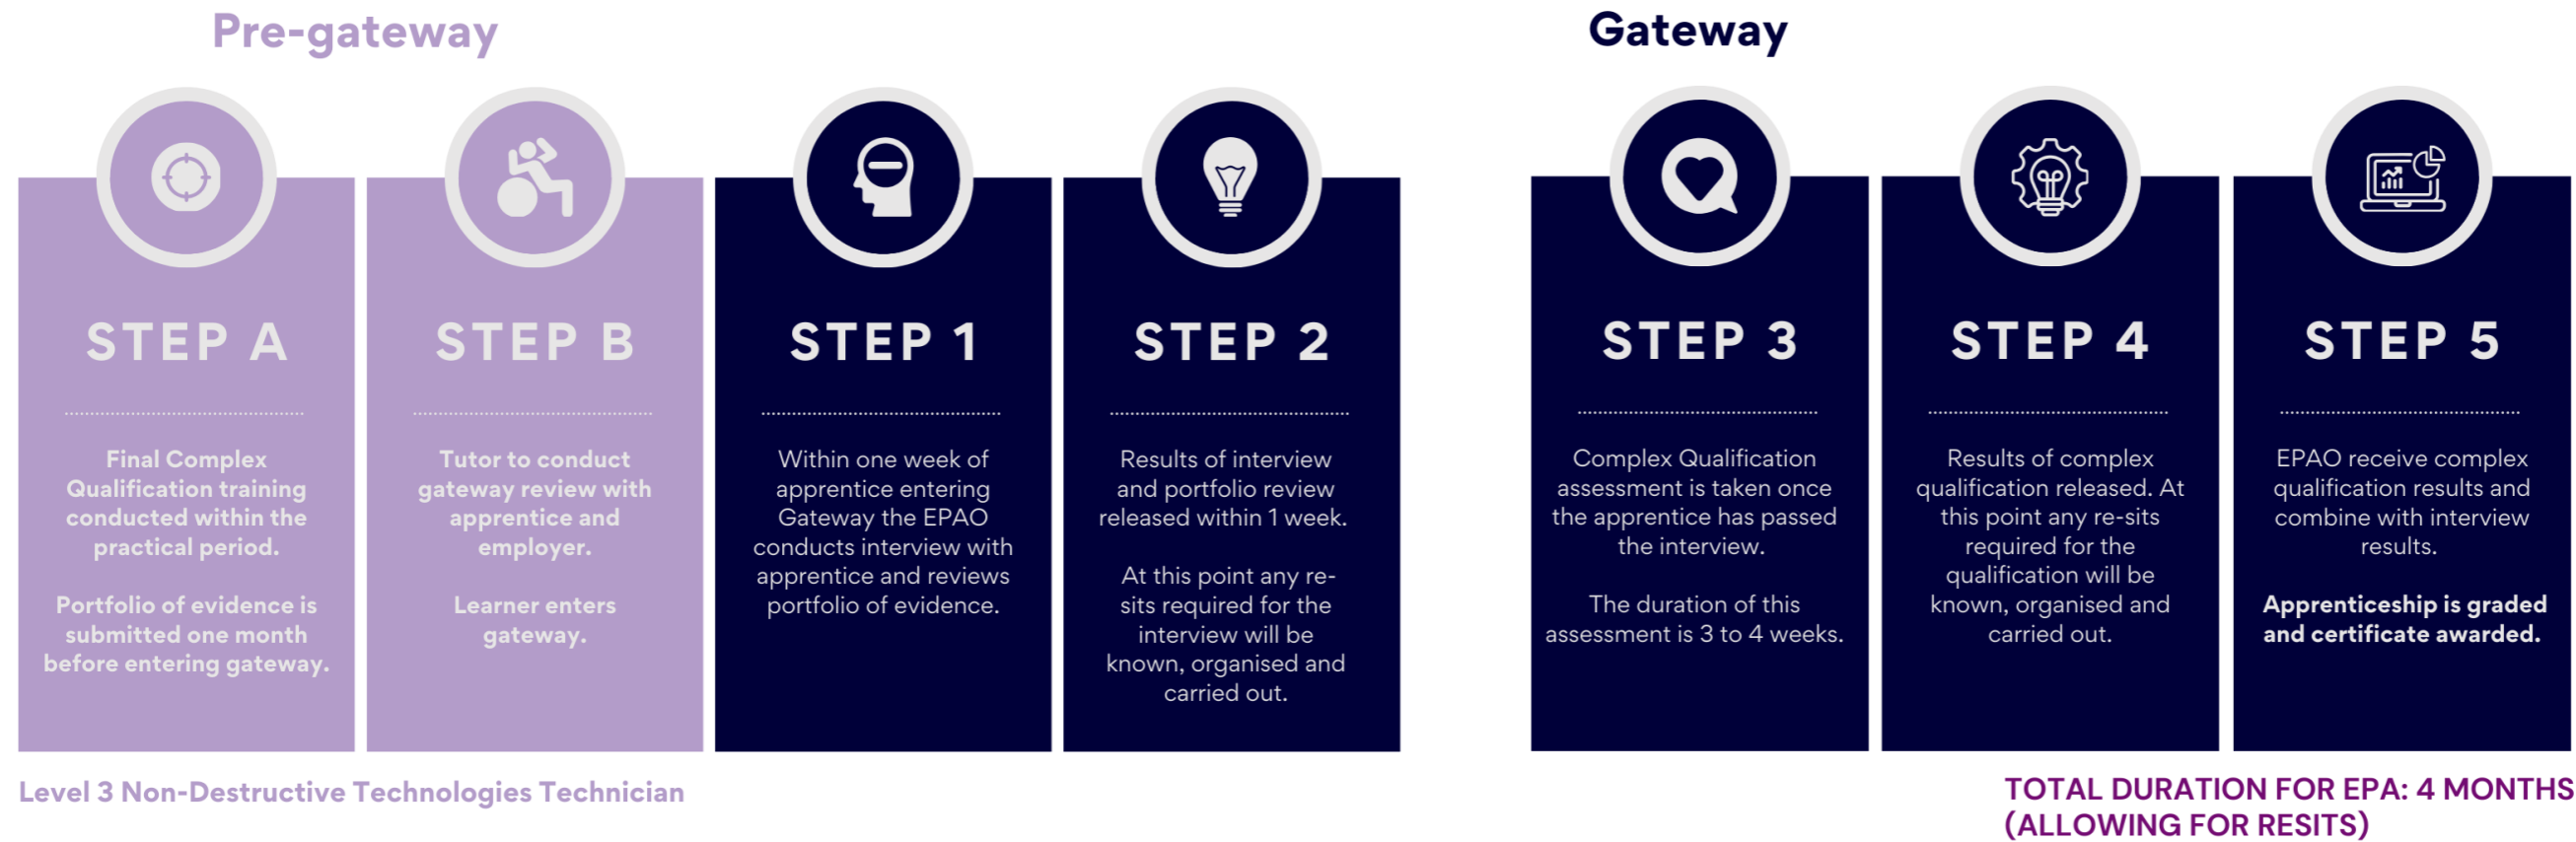 Pre-gateway
Gateway
STEP A
Final Complex
Qualification training
conducted within the
practical period.
Portfolio of evidence is
submitted one month
before entering gateway.
STEP B
Tutor to conduct
gateway review with
apprentice and
employer.
Learner enters
gateway.
STEP 1
Within one week of
apprentice entering
Gateway the EPAO
conducts interview with
apprentice and reviews
portfolio of evidence.
STEP 2
Results of interview
and portfolio review
released within 1 week.
At this point any re-
sits required for the
interview will be
known, organised and
carried out.
STEP 3
Complex Qualification
assessment is taken once
the apprentice has passed
the interview.
The duration of this
assessment is 3 to 4 weeks.
STEP 4
Results of complex
qualification released. At
this point any re-sits
required for the
qualification will be
known, organised and
carried out.
STEP 5
EPAO receive complex
qualification results and
combine with interview
results.
Apprenticeship is graded
and certificate awarded.
Level 3 Non-Destructive Technologies Technician
TOTAL DURATION FOR EPA: 4 MONTHS
(ALLOWING FOR RESITS)